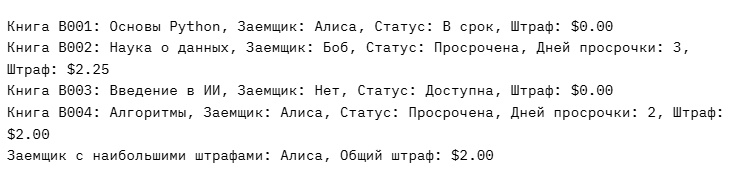 Книга B001: Основы Python, Заемщик: Алиса, Статус: В срок, Штраф: $0.00
Книга B002: Наука о данных, Заемщик: Боб, Статус: Просрочена, Дней просрочки: 3,
Штраф: $2.25
Книга B003: Введение в ИИ, Заемщик: Нет, Статус: Доступна, Штраф: $0.00
Книга B004: Алгоритмы, Заемщик: Алиса, Статус: Просрочена, Дней просрочки: 2, Штраф:
$2.00
Заемщик с наибольшими штрафами: Алиса, Общий штраф: $2.00